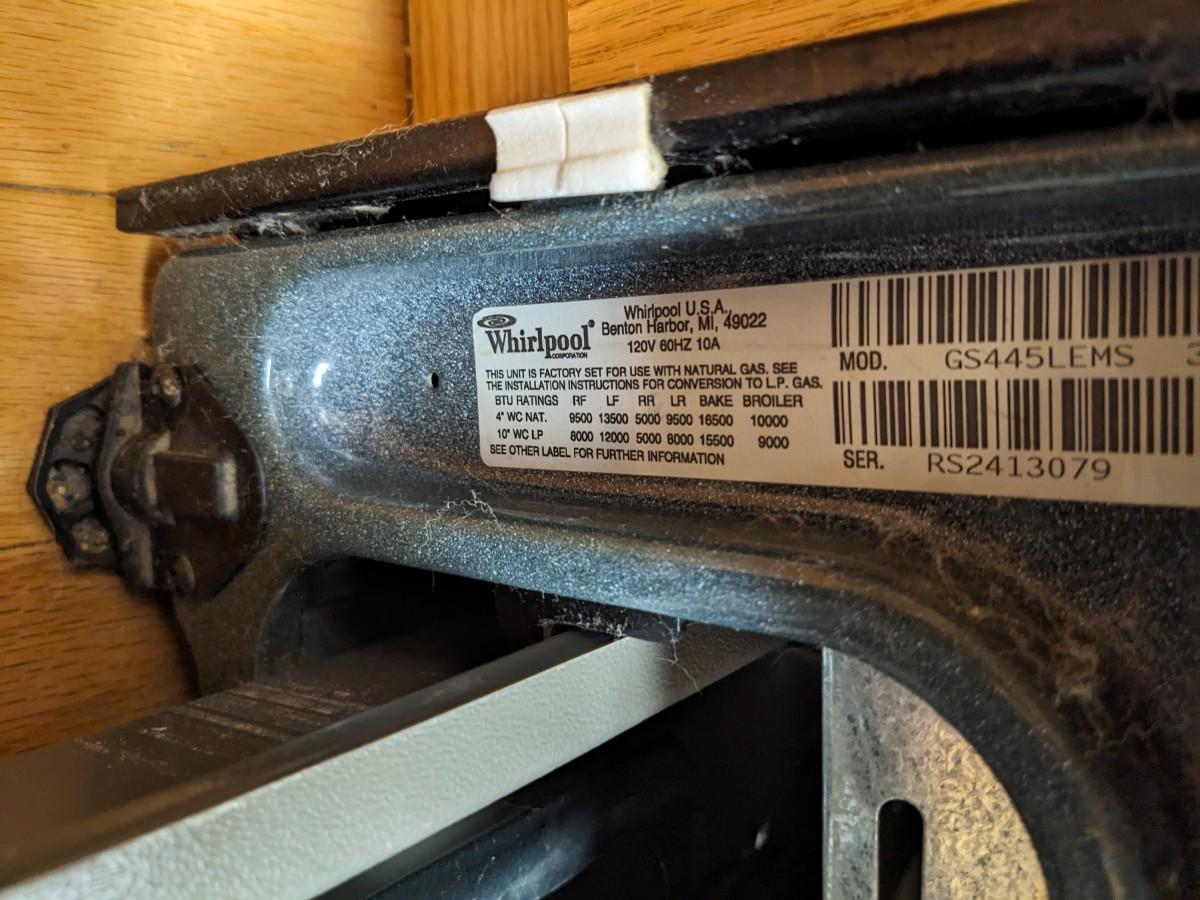 Whirlpool®
CORPORATION
Whirlpool U.S.A.,
Benton Harbor, MI, 49022
120V 60HZ 10A
THIS UNIT IS FACTORY SET FOR USE WITH NATURAL GAS. SEE
THE INSTALLATION INSTRUCTIONS FOR CONVERSION TO L.P. GAS.
BTU RATINGS RF LF RR LR BAKE BROILER
4" WC NAT. 9500 13500 5000 9500 16500 10000
10" WC LP 8000 12000 5000 8000 15500 9000
SEE OTHER LABEL FOR FURTHER INFORMATION
MOD. GS445LEMS
SER. RS2413079